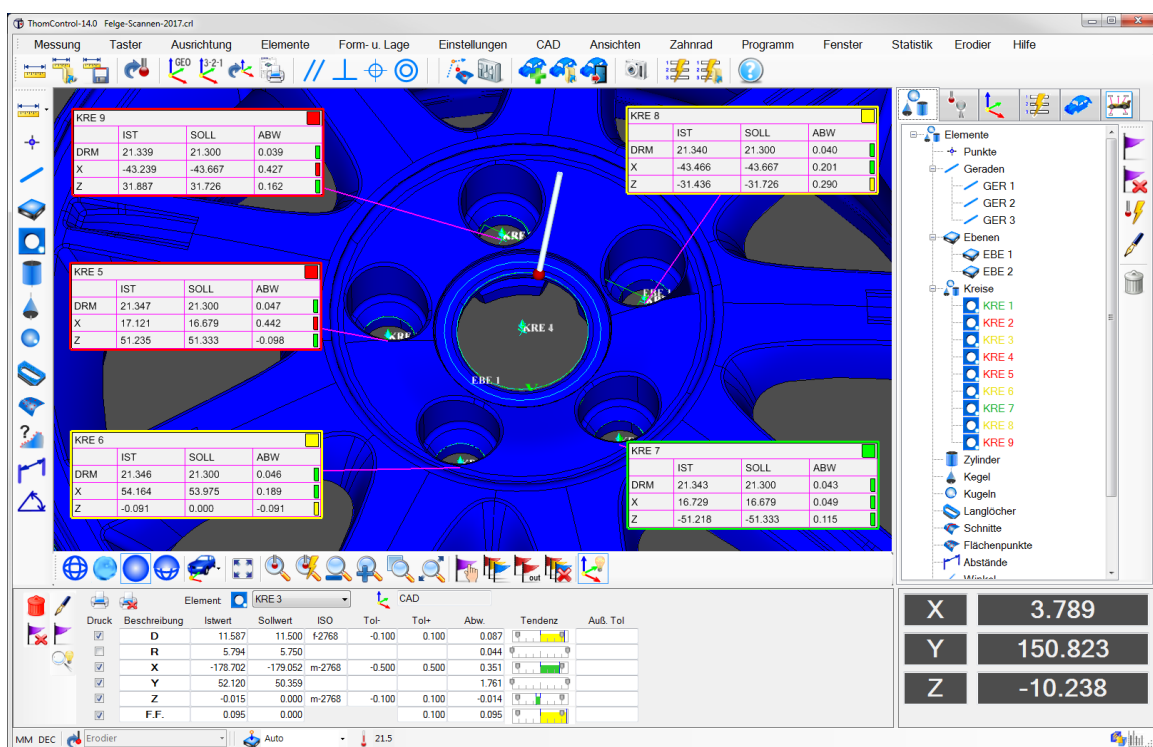 ThomControl-14.0 Felge-Scannen-2017.crl
Messung Taster Ausrichtung Elemente Form- u. Lage Einstellungen CAD Ansichten Zahnrad Programm Fenster Statistik Erodier Hilfe
GEO 3-2-1
KRE 9
IST SOLL ABW
DRM 21.339 21.300 0.039
X -43.239 -43.667 0.427
Z 31.887 31.726 0.162
KRE 8
IST SOLL ABW
DRM 21.340 21.300 0.040
X -43.466 -43.667 0.201
Z -31.436 -31.726 0.290
KRE 5
IST SOLL ABW
DRM 21.347 21.300 0.047
X 17.121 16.679 0.442
Z 51.235 51.333 -0.098
KRE 6
IST SOLL ABW
DRM 21.346 21.300 0.046
X 54.164 53.975 0.189
Z -0.091 0.000 -0.091
KRE 7
IST SOLL ABW
DRM 21.343 21.300 0.043
X 16.729 16.679 0.049
Z -51.218 -51.333 0.115
KRE
KRE
KRE 4
EBE 1
Elemente
Punkte
Geraden
GER 1
GER 2
GER 3
Ebenen
EBE 1
EBE 2
Kreise
KRE 1
KRE 2
KRE 3
KRE 4
KRE 5
KRE 6
KRE 7
KRE 8
KRE 9
Zylinder
Kegel
Kugeln
Langlöcher
Schnitte
Flächenpunkte
Abstände
Winkel
out
Element: KRE 3 CAD
Druck Beschreibung Istwert Sollwert ISO Tol- Tol+ Abw. Tendenz Auß. Tol
D 11.587 11.500 f-2768 -0.100 0.100 0.087
R 5.794 5.750 0.044
X -178.702 -179.052 m-2768 -0.500 0.500 0.351
Y 52.120 50.359 1.761
Z -0.015 0.000 m-2768 -0.100 0.100 -0.014
F.F. 0.095 0.000 0.100 0.095
X 3.789
Y 150.823
Z -10.238
MM DEC Erodier Auto 21.5